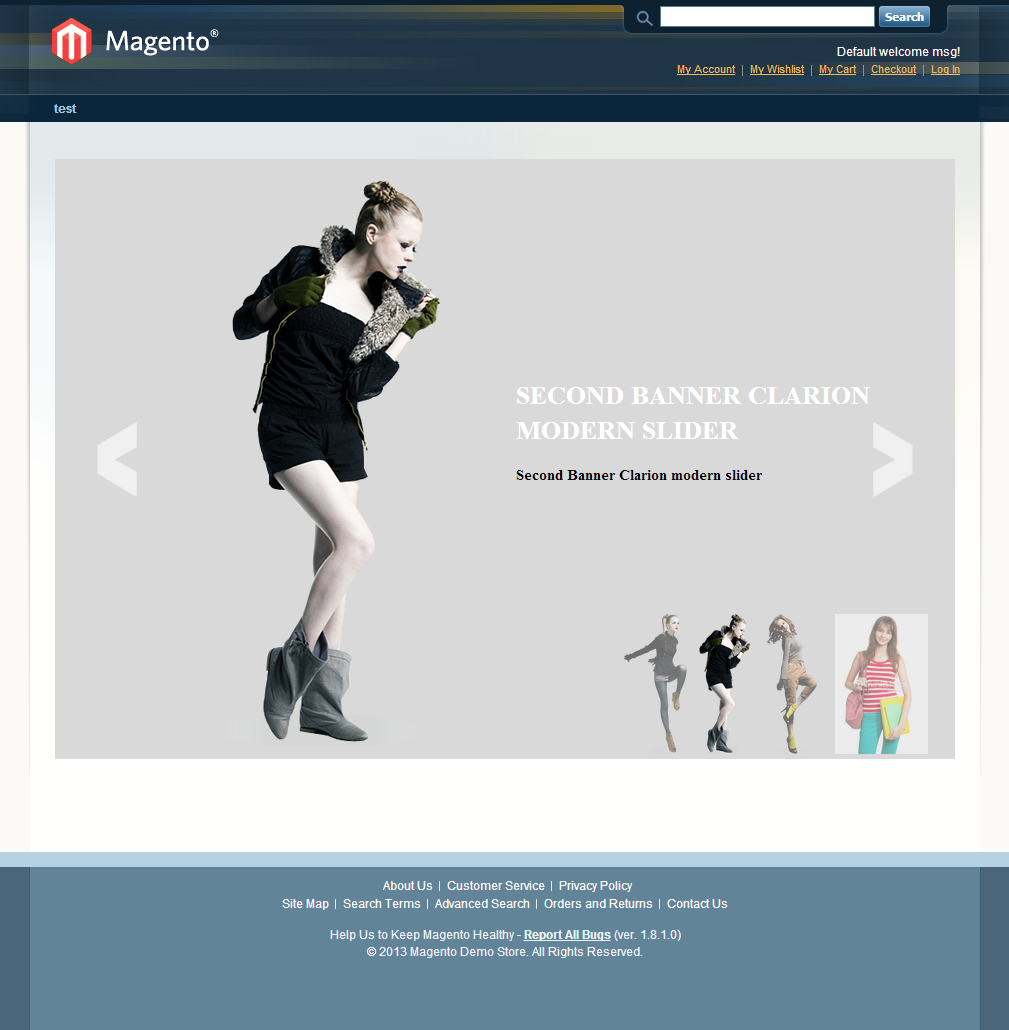 Search
Magento®
Default welcome msg!
My Account | My Wishlist | My Cart | Checkout | Log In
test
SECOND BANNER CLARION
MODERN SLIDER
Second Banner Clarion modern slider
About Us | Customer Service | Privacy Policy
Site Map | Search Terms | Advanced Search | Orders and Returns | Contact Us
Help Us to Keep Magento Healthy - Report All Bugs (ver. 1.8.1.0)
© 2013 Magento Demo Store. All Rights Reserved.